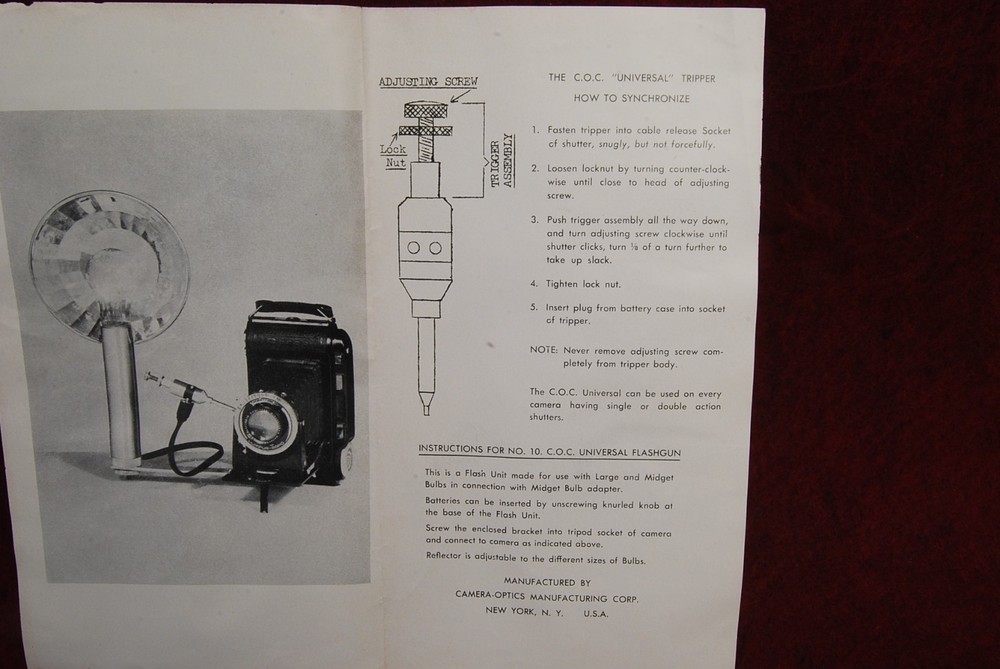 ADJUSTING SCREW
Lock
Nut
TRIGGER
ASSEMBLY
THE C.O.C. "UNIVERSAL" TRIPPER
HOW TO SYNCHRONIZE
1. Fasten tripper into cable release Socket
of shutter, snugly, but not forcefully.
2. Loosen locknut by turning counter-clock-
wise until close to head of adjusting
screw.
3. Push trigger assembly all the way down,
and turn adjusting screw clockwise until
shutter clicks, turn ⅛ of a turn further to
take up slack.
4. Tighten lock nut.
5. Insert plug from battery case into socket
of tripper.
NOTE: Never remove adjusting screw com-
pletely from tripper body.
The C.O.C. Universal can be used on every
camera having single or double action
shutters.
INSTRUCTIONS FOR NO. 10. C.O.C. UNIVERSAL FLASHGUN
This is a Flash Unit made for use with Large and Midget
Bulbs in connection with Midget Bulb adapter.
Batteries can be inserted by unscrewing knurled knob at
the base of the Flash Unit.
Screw the enclosed bracket into tripod socket of camera
and connect to camera as indicated above.
Reflector is adjustable to the different sizes of Bulbs.
MANUFACTURED BY
CAMERA-OPTICS MANUFACTURING CORP.
NEW YORK, N. Y. U.S.A.